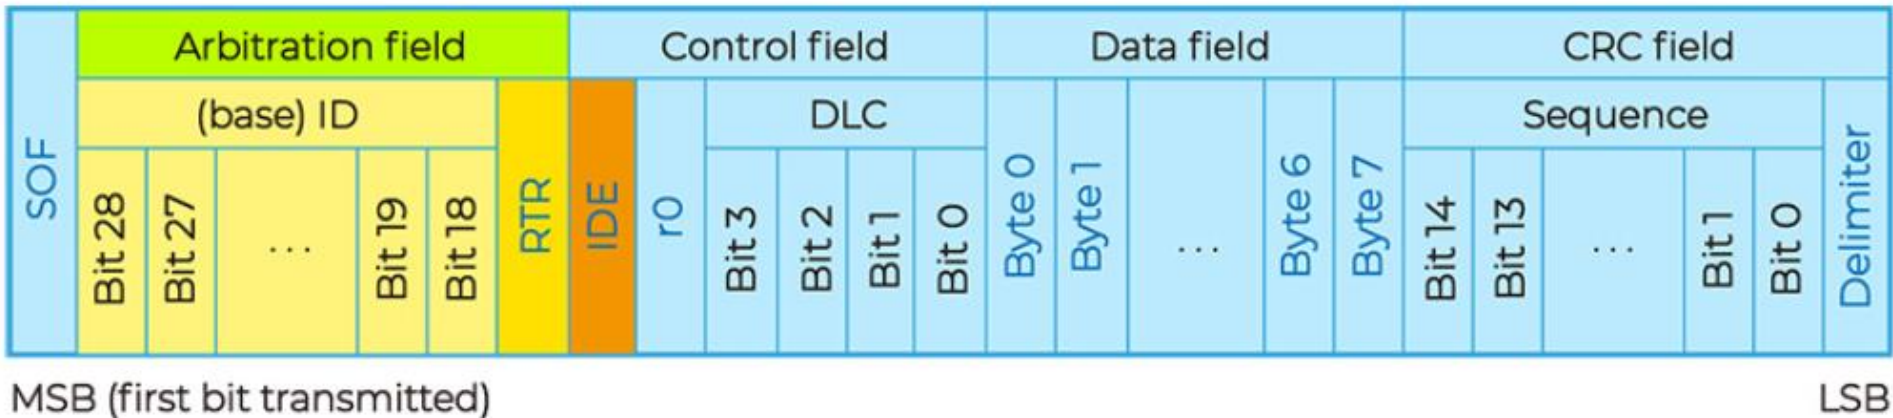 SOF
Arbitration field
Control field
Data field
CRC field
(base) ID
RTR
IDE
r0
DLC
Byte 0
Byte 1
...
Byte 6
Byte 7
Sequence
Delimiter
Bit 28
Bit 27
...
Bit 19
Bit 18
Bit 3
Bit 2
Bit 1
Bit 0
Bit 14
Bit 13
...
Bit 1
Bit 0
MSB (first bit transmitted)
LSB